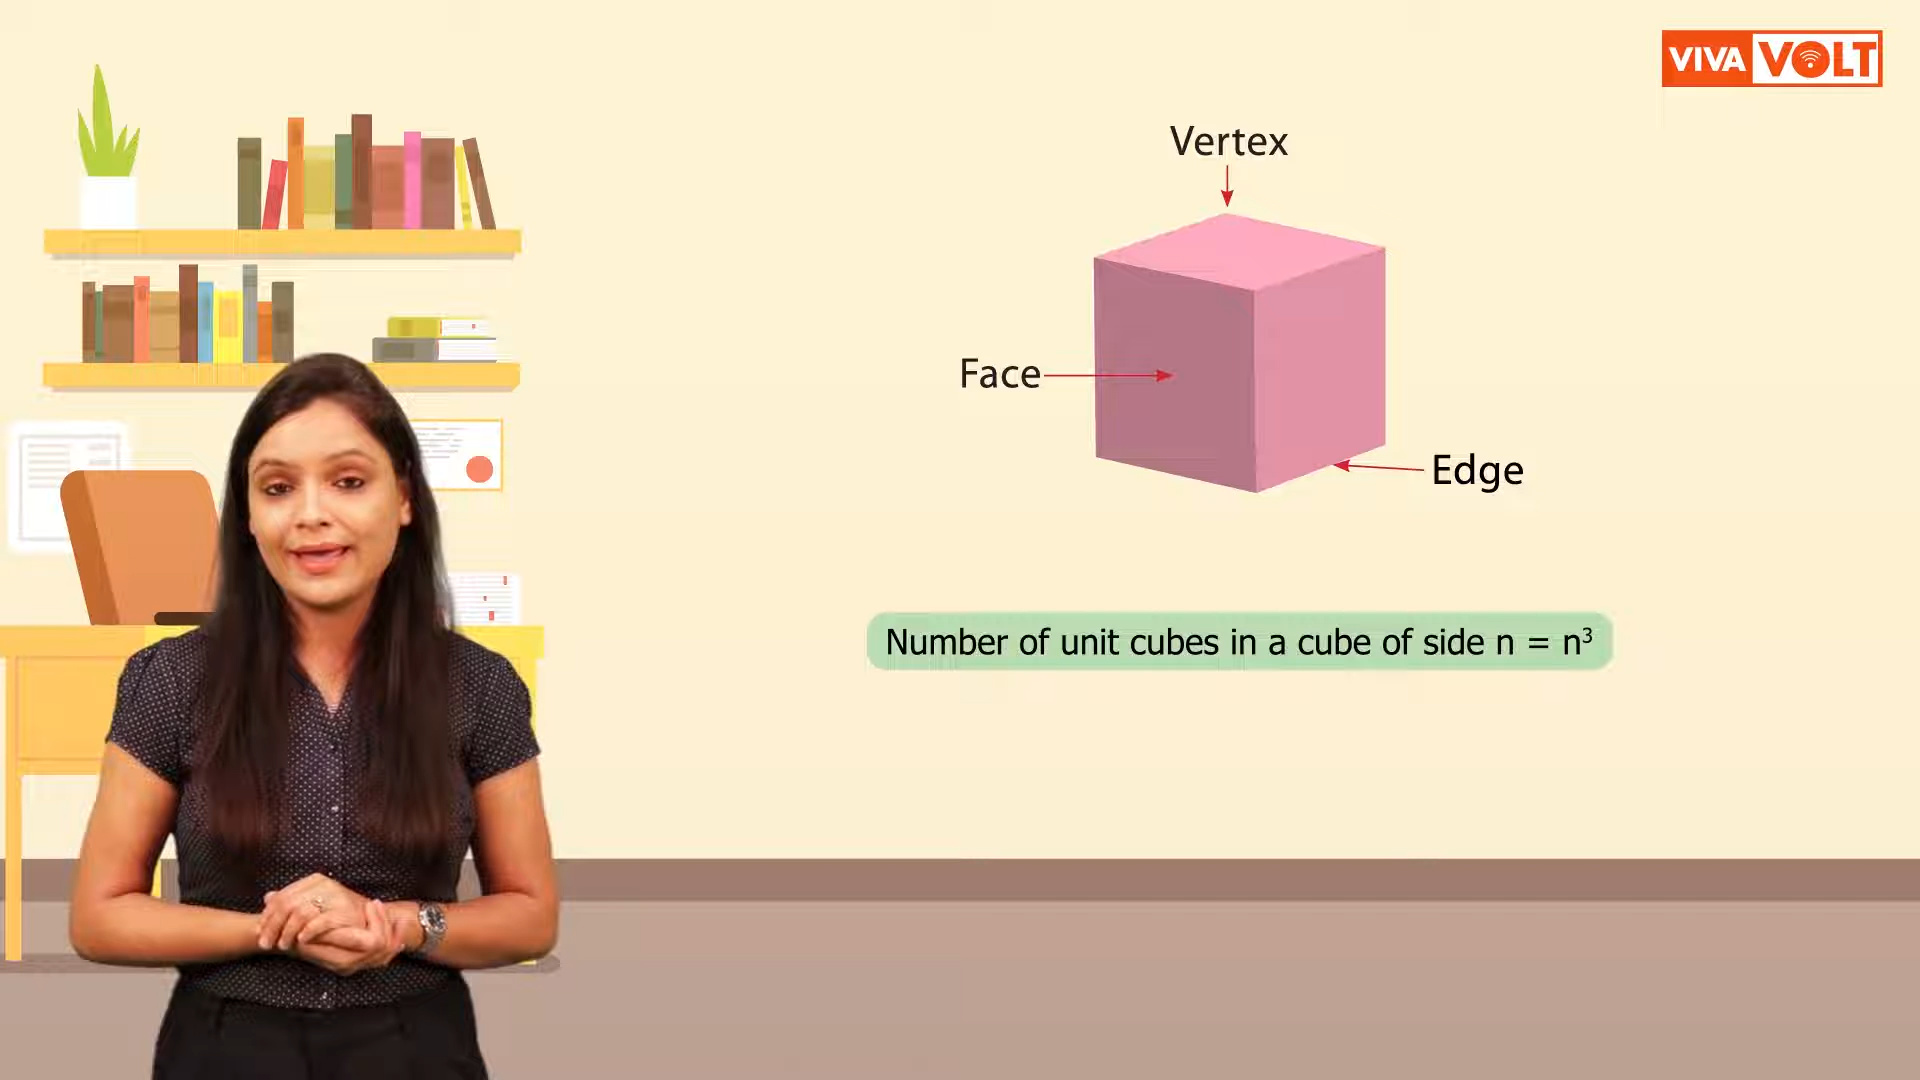 VIVA VOLT
Vertex
Face
Edge
Number of unit cubes in a cube of side n = n³